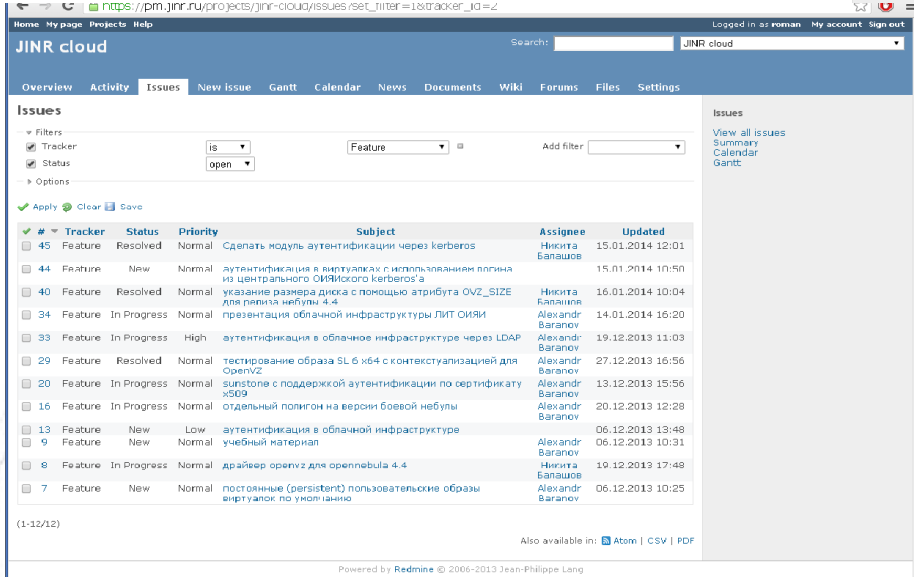 https://pm.jinr.ru/projects/jinr-cloud/issues?set_filter=1&tracker_id=2
Home My page Projects Help Logged in as roman My account Sign out
JINR cloud Search: JINR cloud
Overview Activity Issues New issue Gantt Calendar News Documents Wiki Forums Files Settings
Issues
Filters
Tracker is Feature Add filter
Status open
Options
Apply Clear Save
# Tracker Status Priority Subject Assignee Updated
45 Feature Resolved Normal Сделать модуль аутентификации через kerberos Никита Балашов 15.01.2014 12:01
44 Feature New Normal аутентификация в виртуалках с использованием логина 15.01.2014 10:50
из центрального ОИЯИского kerberos'а
40 Feature Resolved Normal указание размера диска с помощью атрибута OVZ_SIZE Никита Балашов 16.01.2014 10:04
для релиза небулы 4.4
34 Feature In Progress Normal презентация облачной инфраструктуры ЛИТ ОИЯИ Alexandr Baranov 14.01.2014 16:20
33 Feature In Progress High аутентификация в облачное инфраструктуре через LDAP Alexandr Baranov 19.12.2013 11:03
29 Feature Resolved Normal тестирование образа SL 6 x64 с контекстуализацией для Alexandr Baranov 27.12.2013 16:56
OpenVZ
20 Feature In Progress Normal sunstone с поддержкой аутентификации по сертификату Alexandr Baranov 13.12.2013 15:56
x509
16 Feature In Progress Normal отдельный полигон на версии боевой небулы Alexandr Baranov 20.12.2013 12:28
13 Feature New Low аутентификация в облачной инфраструктуре 06.12.2013 13:48
9 Feature New Normal учебный материал Alexandr Baranov 06.12.2013 10:31
8 Feature In Progress Normal драйвер openvz для opennebula 4.4 Никита Балашов 19.12.2013 17:48
7 Feature New Normal постоянные (persistent) пользовательские образы Alexandr Baranov 06.12.2013 10:25
виртуалок по умолчанию
(1-12/12)
Also available in: Atom | CSV | PDF
Powered by Redmine © 2006-2013 Jean-Philippe Lang
Issues
View all issues
Summary
Calendar
Gantt